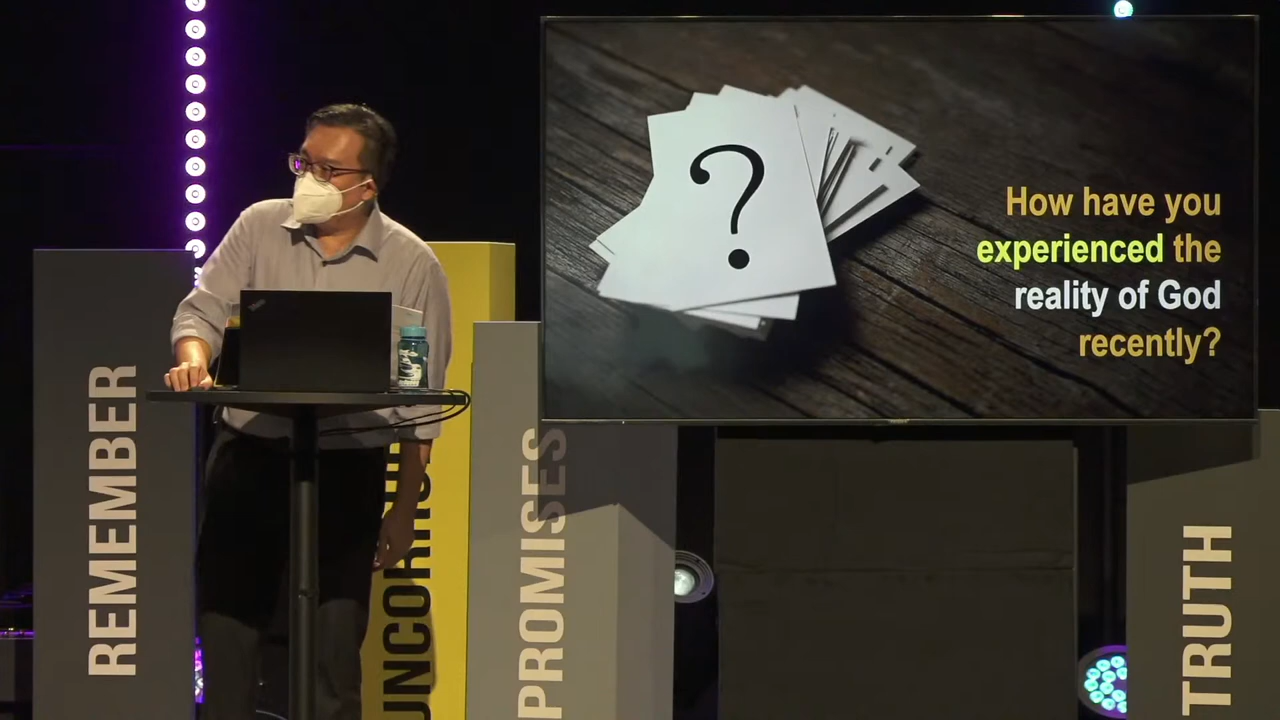 How have you
experienced the
reality of God
recently?
?
REMEMBER
PROMISES
TRUTH